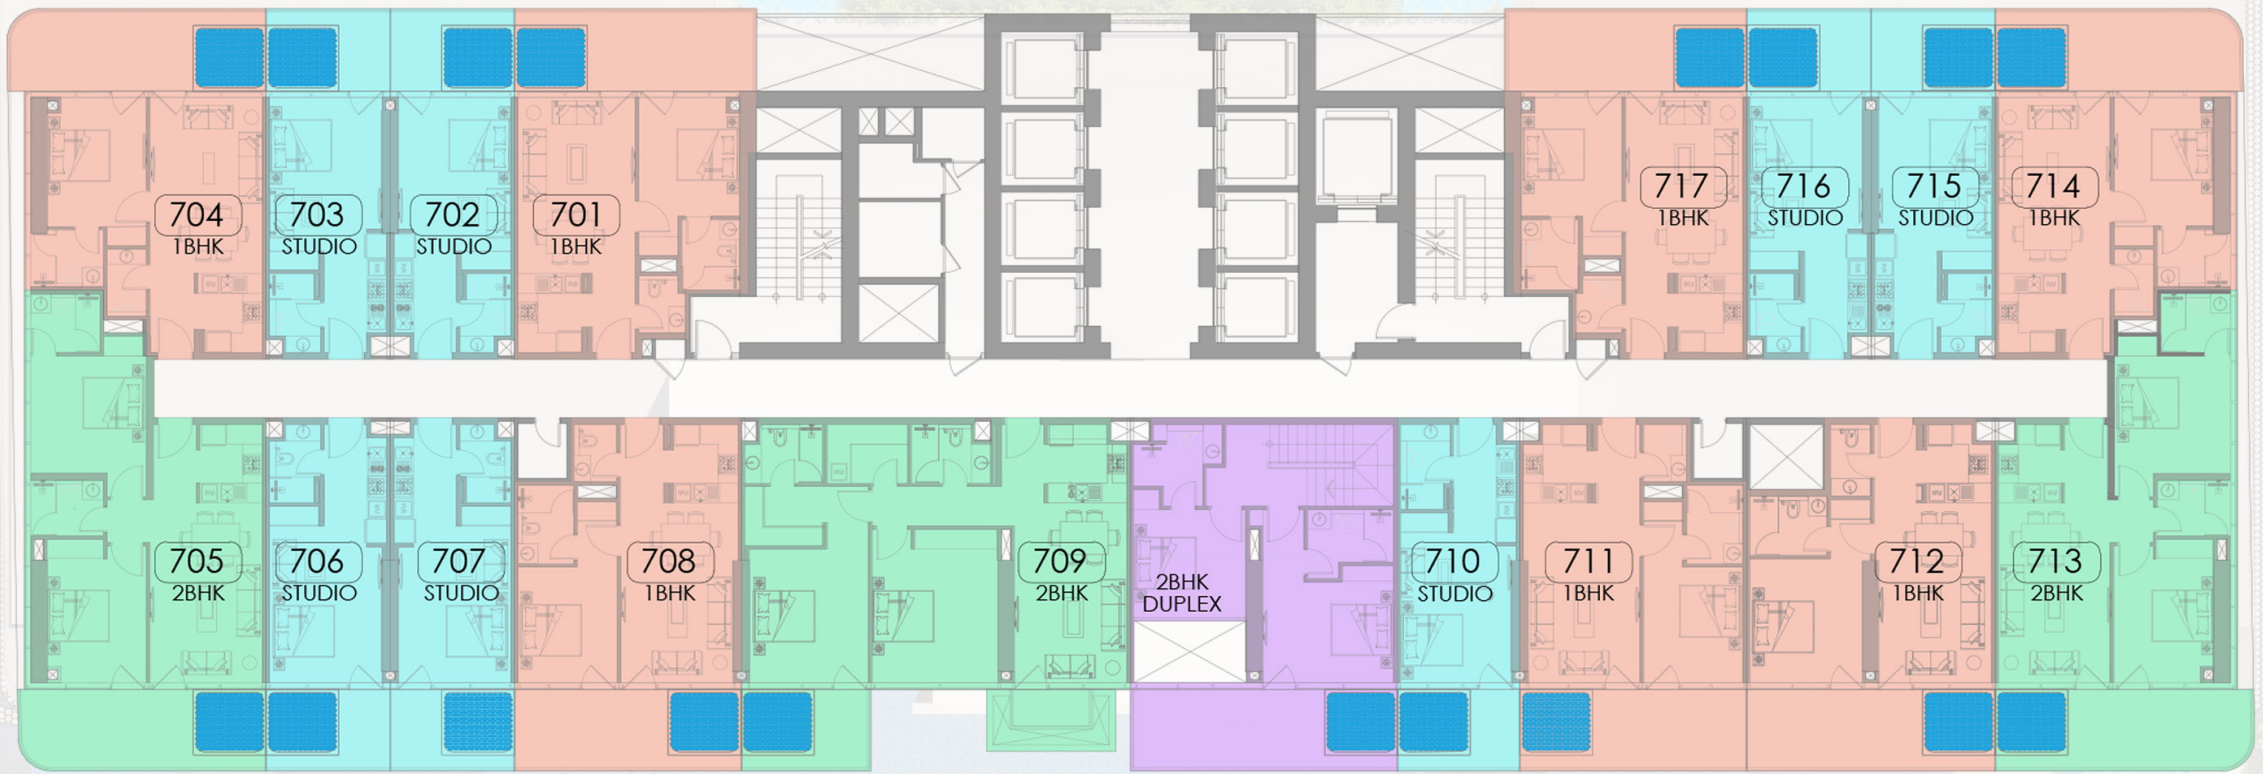 704
1BHK
703
STUDIO
702
STUDIO
701
1BHK
717
1BHK
716
STUDIO
715
STUDIO
714
1BHK
705
2BHK
706
STUDIO
707
STUDIO
708
1BHK
709
2BHK
2BHK
DUPLEX
710
STUDIO
711
1BHK
712
1BHK
713
2BHK